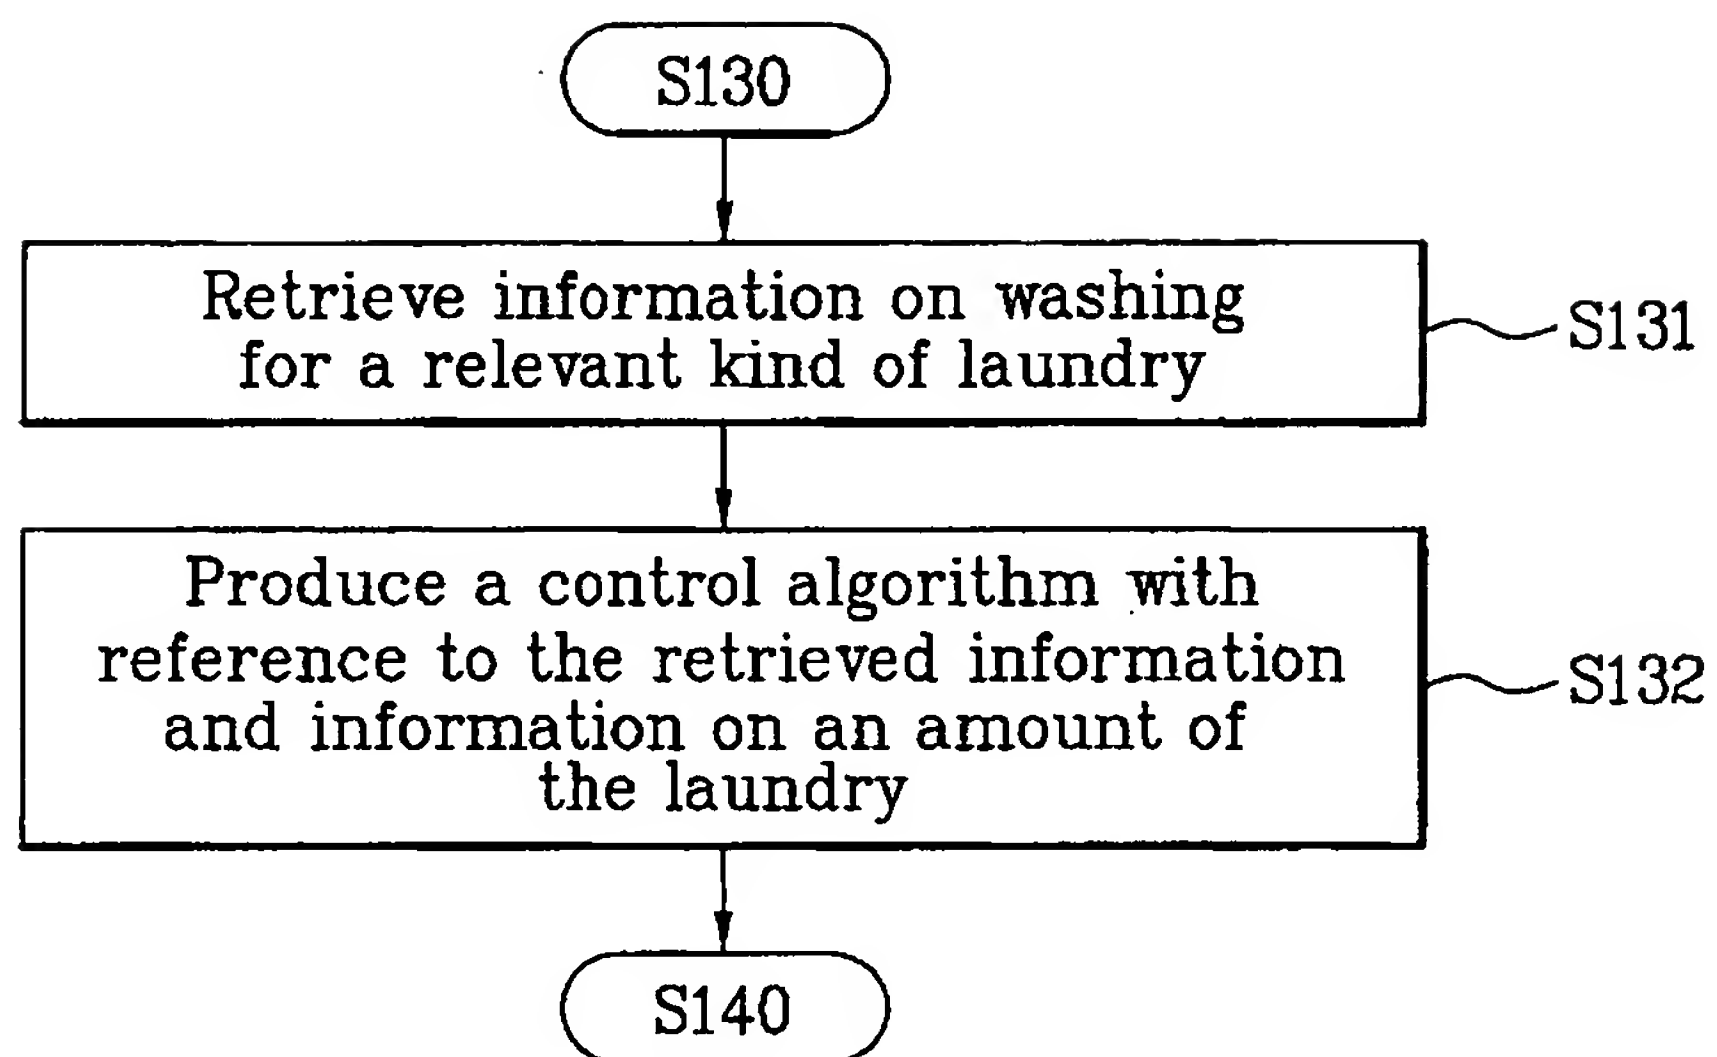 S130
Retrieve information on washing
for a relevant kind of laundry
S131
Produce a control algorithm with
reference to the retrieved information
and information on an amount of
the laundry
S132
S140